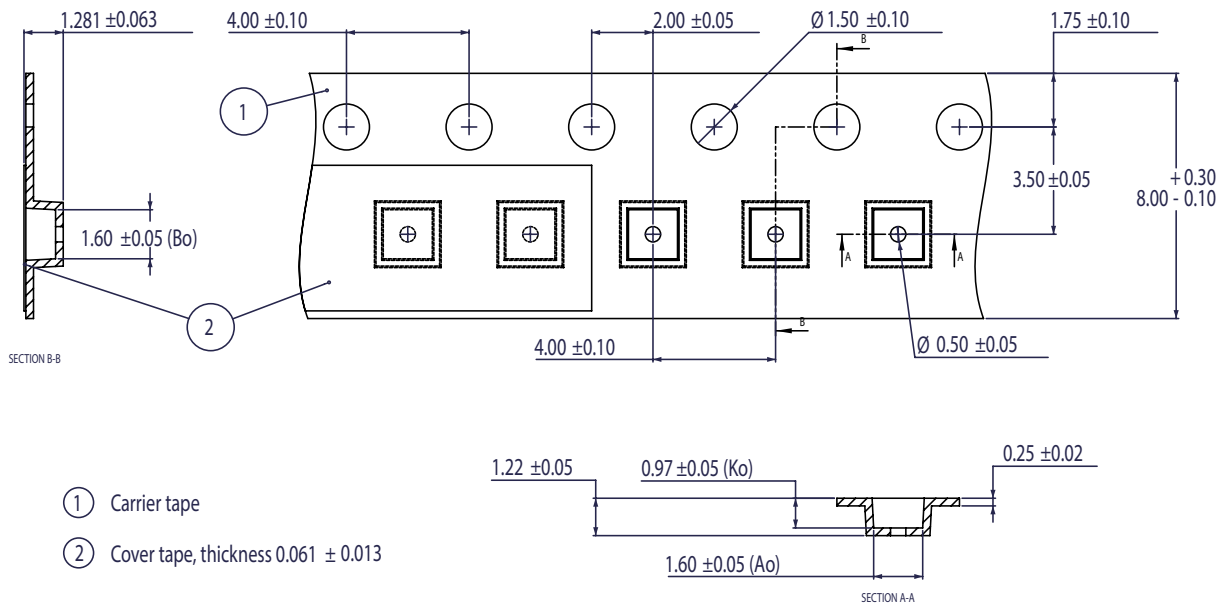 1.281 ±0.063
4.00 ±0.10
2.00 ±0.05
Ø 1.50 ±0.10
1.75 ±0.10
B
1
3.50 ±0.05
+ 0.30
8.00 - 0.10
1.60 ±0.05 (Bo)
A
A
2
B
SECTION B-B
4.00 ±0.10
Ø 0.50 ±0.05
1.22 ±0.05
0.97 ±0.05 (Ko)
0.25 ±0.02
1 Carrier tape
2 Cover tape, thickness 0.061 ± 0.013
1.60 ±0.05 (Ao)
SECTION A-A